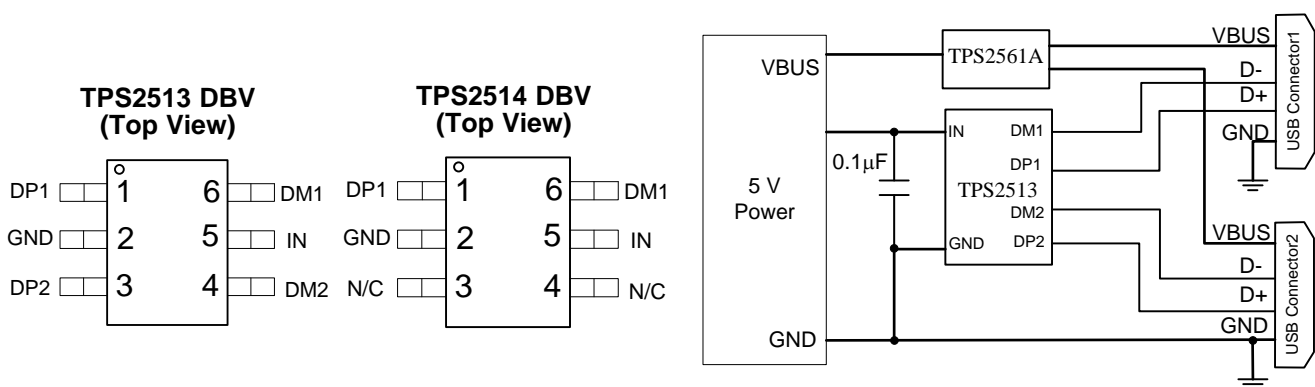 TPS2513 DBV
(Top View)
DP1
1
6
DM1
GND
2
5
IN
DP2
3
4
DM2
TPS2514 DBV
(Top View)
DP1
1
6
DM1
GND
2
5
IN
N/C
3
4
N/C
VBUS
5 V
Power
GND
0.1μF
TPS2561A
IN
DM1
DP1
TPS2513
DM2
GND
DP2
VBUS
D-
D+
GND
USB Connector1
VBUS
D-
D+
GND
USB Connector2